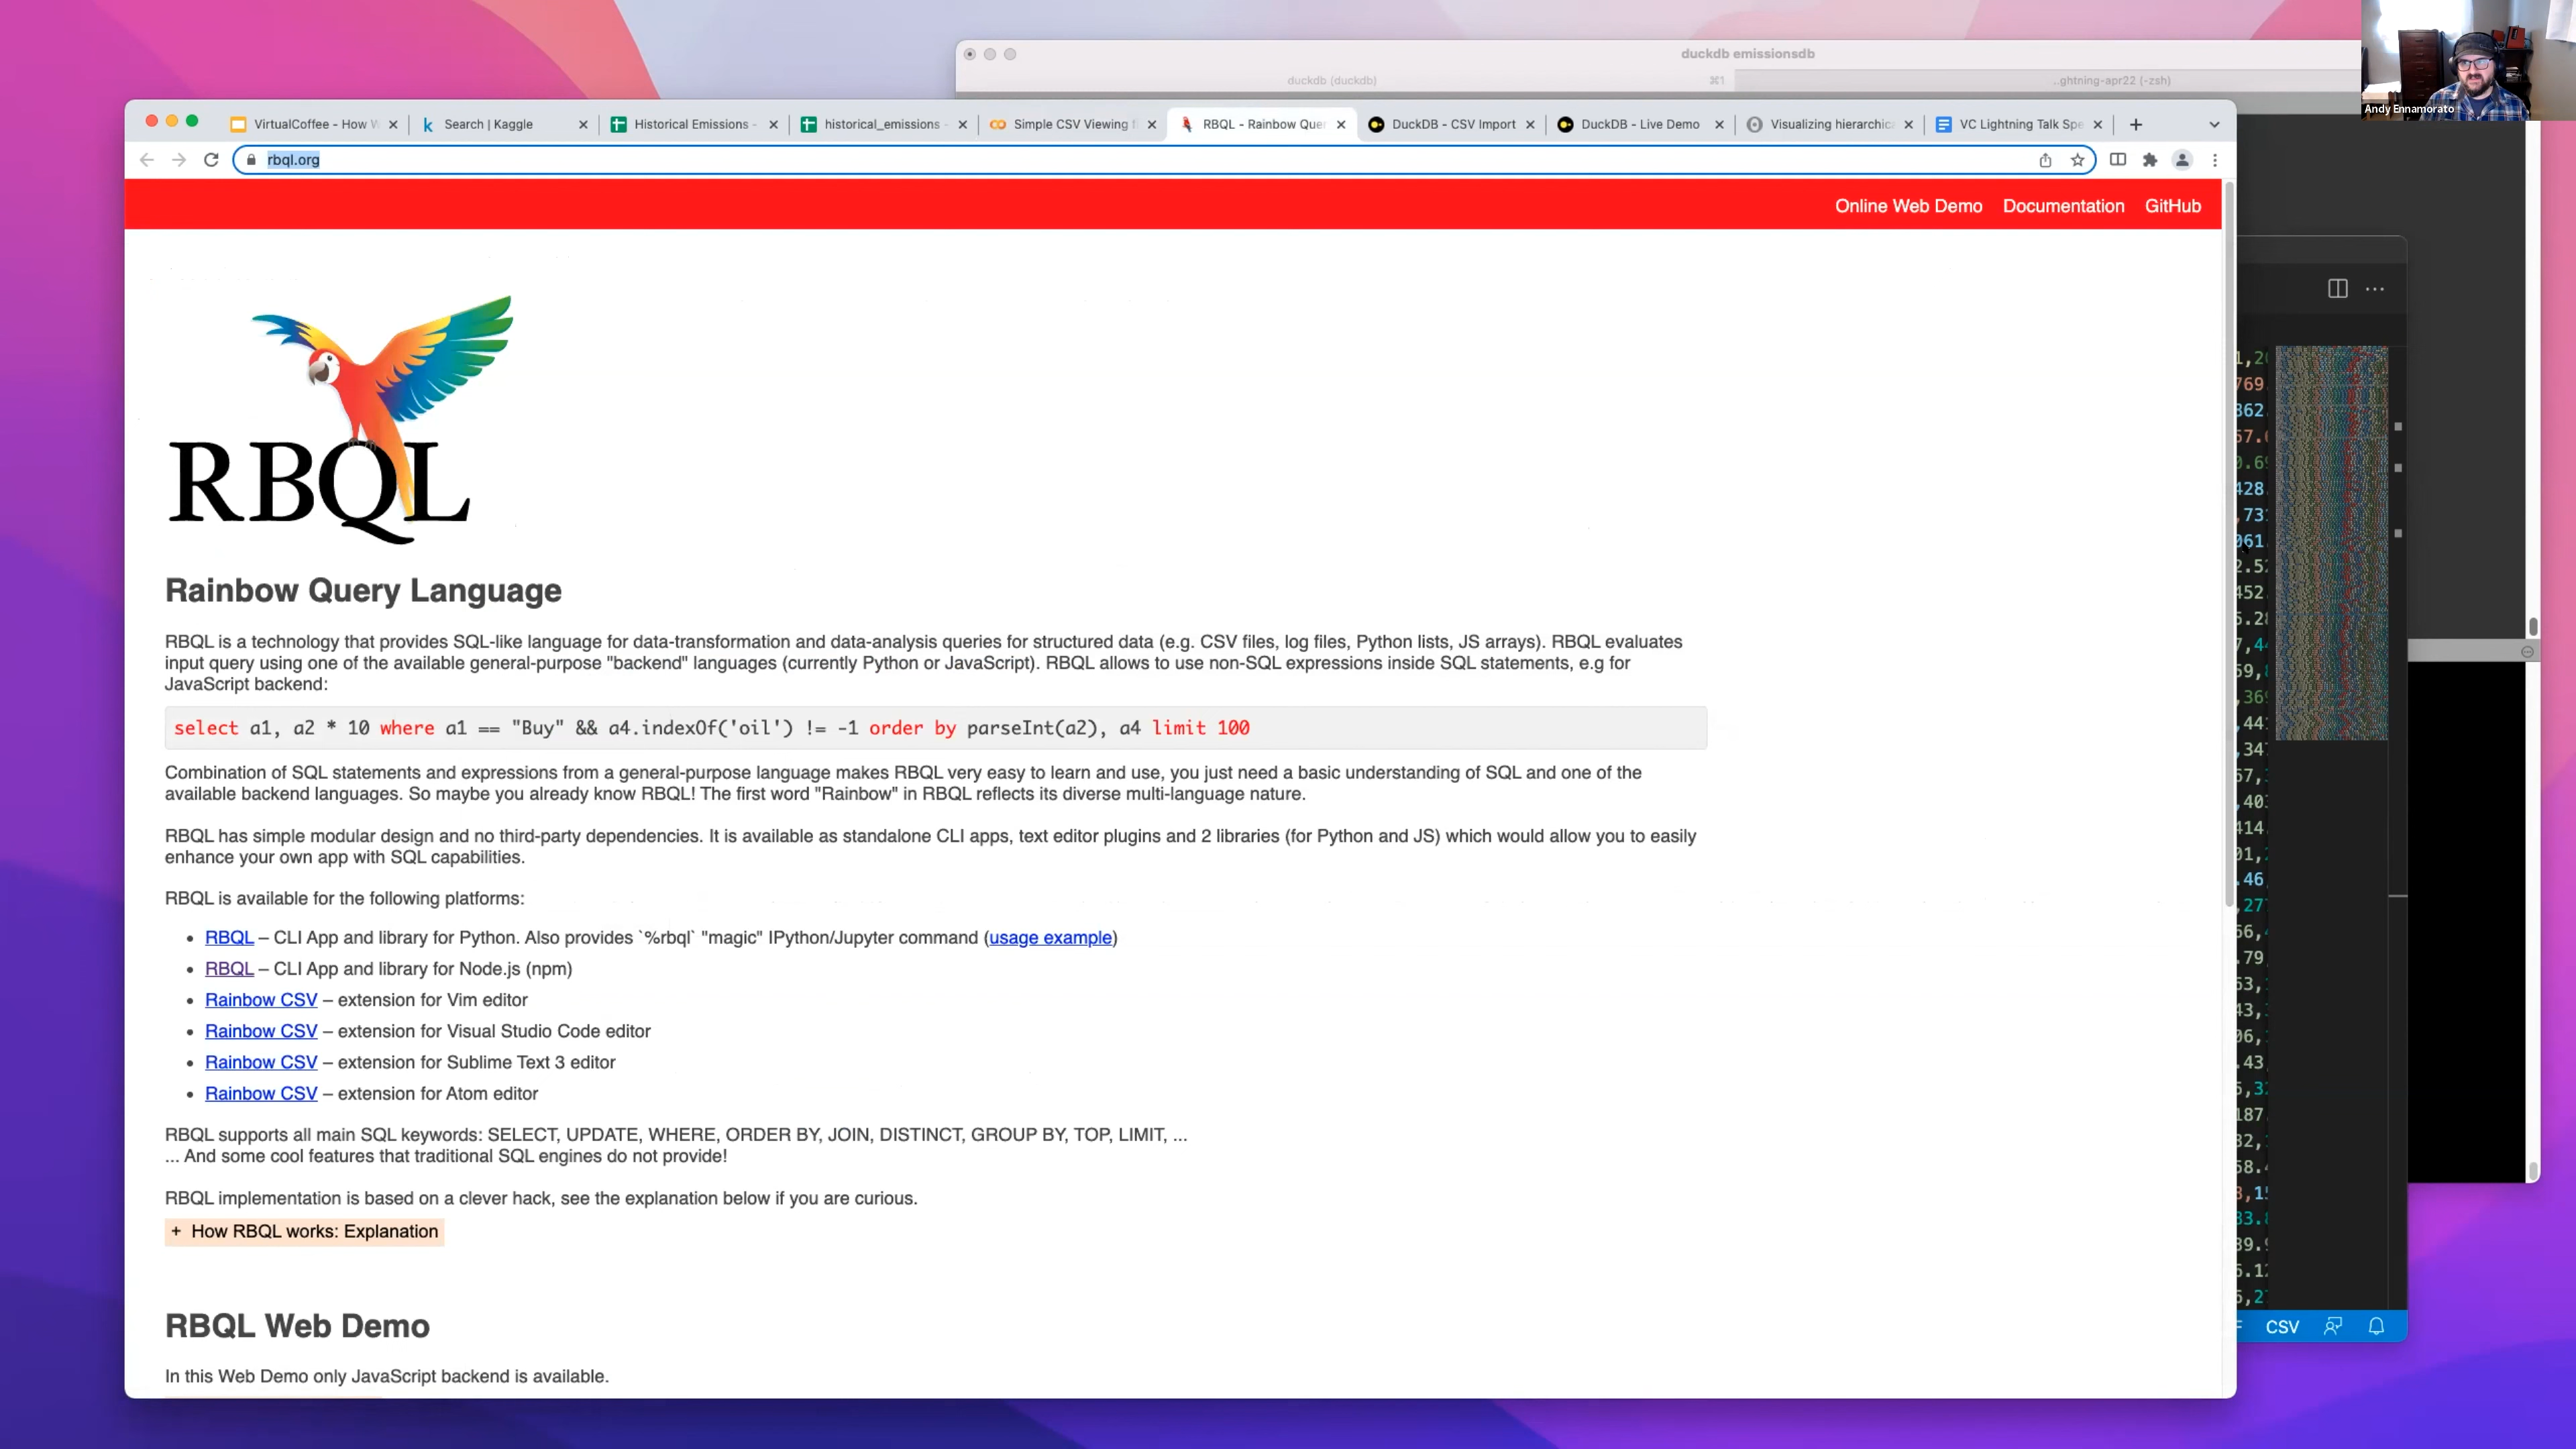 duckdb emissionsdb
duckdb (duckdb)
⌘1
..ghtning-apr22 (-zsh)
Andy Ennamorato
VirtualCoffee - How W
Search | Kaggle
Historical Emissions -
historical_emissions -
Simple CSV Viewing f
RBQL - Rainbow Quer
DuckDB - CSV Import
DuckDB - Live Demo
Visualizing hierarchica
VC Lightning Talk Spe
rbql.org
Online Web Demo Documentation GitHub
RBQL
Rainbow Query Language
RBQL is a technology that provides SQL-like language for data-transformation and data-analysis queries for structured data (e.g. CSV files, log files, Python lists, JS arrays). RBQL evaluates
input query using one of the available general-purpose "backend" languages (currently Python or JavaScript). RBQL allows to use non-SQL expressions inside SQL statements, e.g for
JavaScript backend:
select a1, a2 * 10 where a1 == "Buy" && a4.indexOf('oil') != -1 order by parseInt(a2), a4 limit 100
Combination of SQL statements and expressions from a general-purpose language makes RBQL very easy to learn and use, you just need a basic understanding of SQL and one of the
available backend languages. So maybe you already know RBQL! The first word "Rainbow" in RBQL reflects its diverse multi-language nature.
RBQL has simple modular design and no third-party dependencies. It is available as standalone CLI apps, text editor plugins and 2 libraries (for Python and JS) which would allow you to easily
enhance your own app with SQL capabilities.
RBQL is available for the following platforms:
• RBQL – CLI App and library for Python. Also provides `%rbql` "magic" IPython/Jupyter command (usage example)
• RBQL – CLI App and library for Node.js (npm)
• Rainbow CSV – extension for Vim editor
• Rainbow CSV – extension for Visual Studio Code editor
• Rainbow CSV – extension for Sublime Text 3 editor
• Rainbow CSV – extension for Atom editor
RBQL supports all main SQL keywords: SELECT, UPDATE, WHERE, ORDER BY, JOIN, DISTINCT, GROUP BY, TOP, LIMIT, ...
... And some cool features that traditional SQL engines do not provide!
RBQL implementation is based on a clever hack, see the explanation below if you are curious.
+ How RBQL works: Explanation
RBQL Web Demo
In this Web Demo only JavaScript backend is available.
CSV